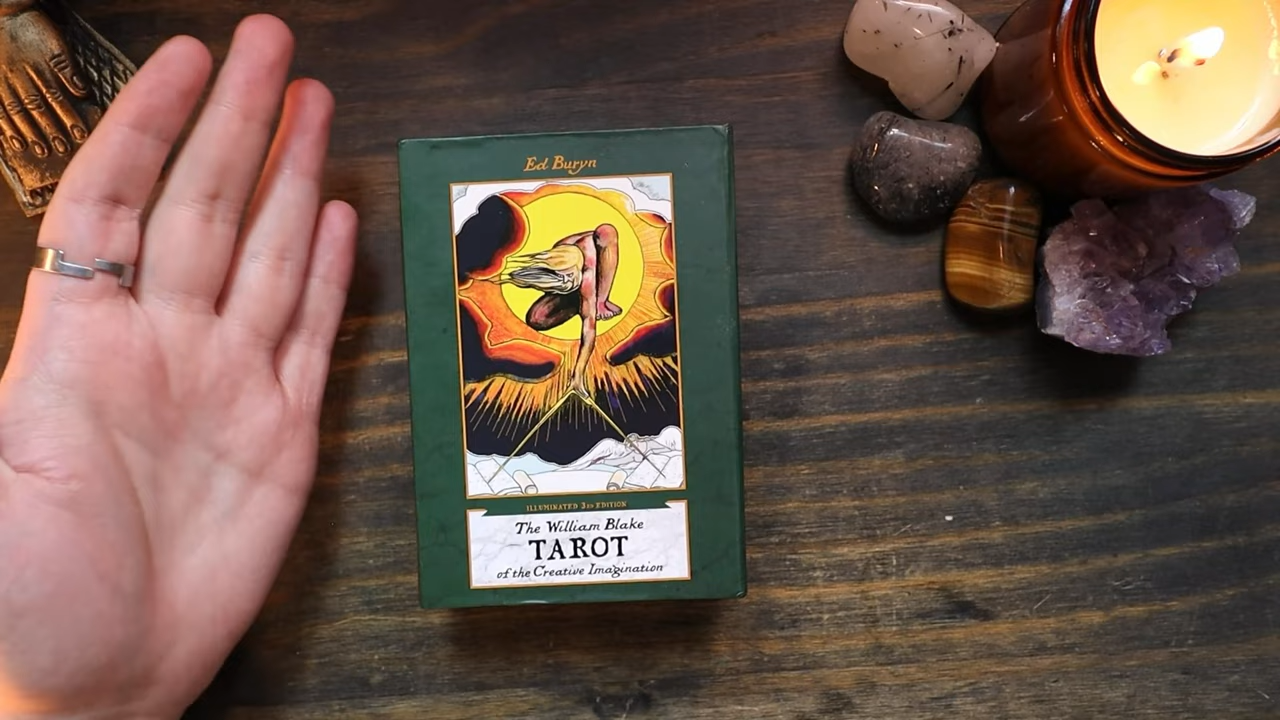 Ed Buryn
ILLUMINATED 3RD EDITION
The William Blake
TAROT
of the Creative Imagination